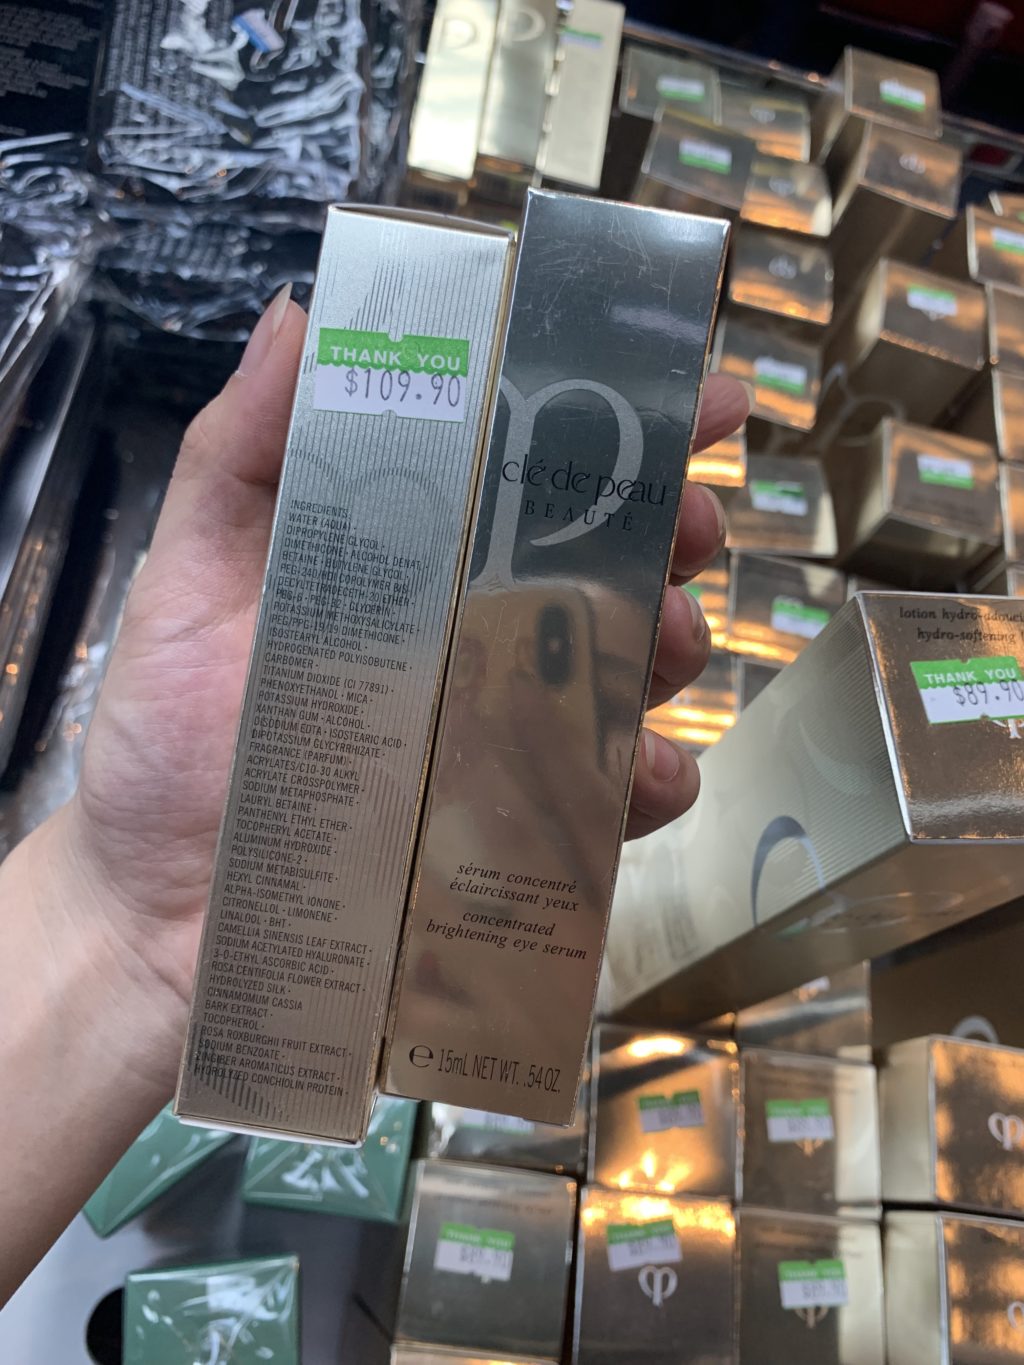 THANK YOU
$109.90
INGREDIENTS:
WATER (AQUA)•
DIPROPYLENE GLYCOL•
DIMETHICONE• ALCOHOL DENAT.•
BETAINE• BUTYLENE GLYCOL•
PEG-240/HDI COPOLYMER BIS-
DECYLTETRADECETH-20 ETHER•
PEG-6• PEG-32• GLYCERIN•
POTASSIUM METHOXYSALICYLATE•
PEG/PPG-19/19 DIMETHICONE•
ISOSTEARYL ALCOHOL•
HYDROGENATED POLYISOBUTENE•
CARBOMER•
TITANIUM DIOXIDE (CI 77891)•
PHENOXYETHANOL• MICA•
POTASSIUM HYDROXIDE•
XANTHAN GUM• ALCOHOL•
DISODIUM EDTA• ISOSTEARIC ACID•
DIPOTASSIUM GLYCYRRHIZATE•
FRAGRANCE (PARFUM)•
ACRYLATES/C10-30 ALKYL
ACRYLATE CROSSPOLYMER•
SODIUM METAPHOSPHATE•
LAURYL BETAINE•
PANTHENYL ETHYL ETHER•
TOCOPHERYL ACETATE•
ALUMINUM HYDROXIDE•
POLYSILICONE-2•
SODIUM METABISULFITE•
HEXYL CINNAMAL•
ALPHA-ISOMETHYL IONONE•
CITRONELLOL• LIMONENE•
LINALOOL• BHT•
CAMELLIA SINENSIS LEAF EXTRACT•
SODIUM ACETYLATED HYALURONATE•
3-O-ETHYL ASCORBIC ACID•
ROSA CENTIFOLIA FLOWER EXTRACT•
HYDROLYZED SILK•
CINNAMOMUM CASSIA
BARK EXTRACT•
TOCOPHEROL•
ROSA ROXBURGHII FRUIT EXTRACT•
SODIUM BENZOATE•
ZINGIBER AROMATICUS EXTRACT•
HYDROLYZED CONCHIOLIN PROTEIN•
clé de peau
BEAUTÉ
sérum concentré
éclaircissant yeux
concentrated
brightening eye serum
℮ 15mL NET WT. .54 OZ.
lotion hydro-adouci
hydro-softening
THANK YOU
$89.90